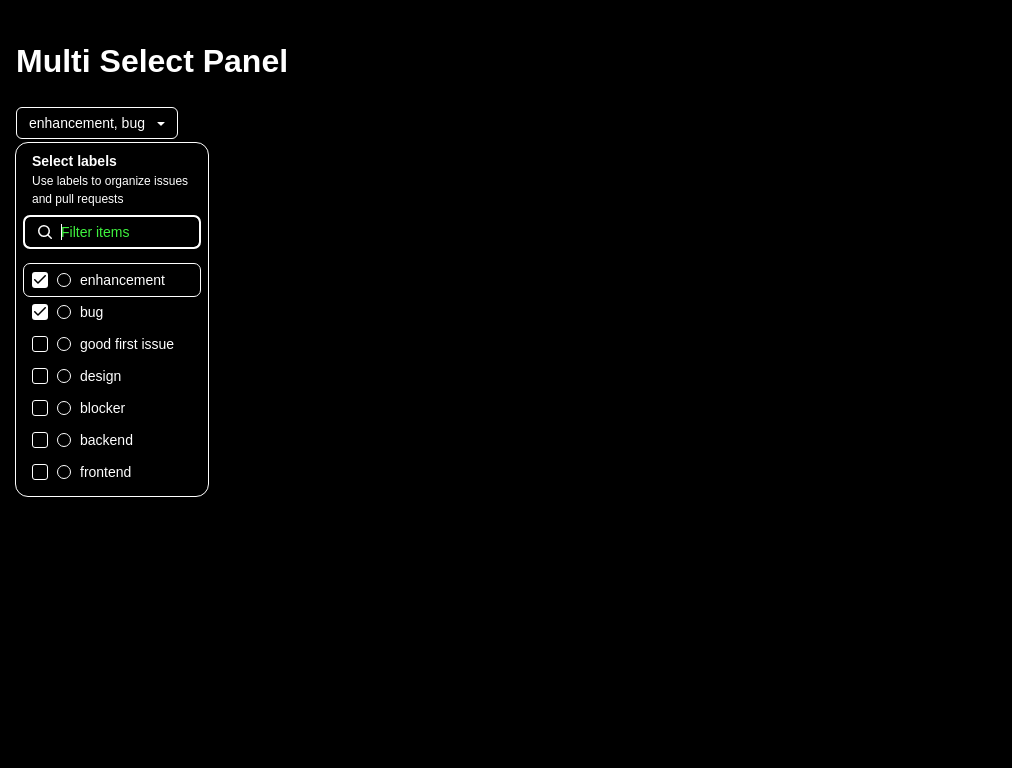 Multi Select Panel
enhancement, bug
Select labels
Use labels to organize issues
and pull requests
Filter items
enhancement
bug
good first issue
design
blocker
backend
frontend